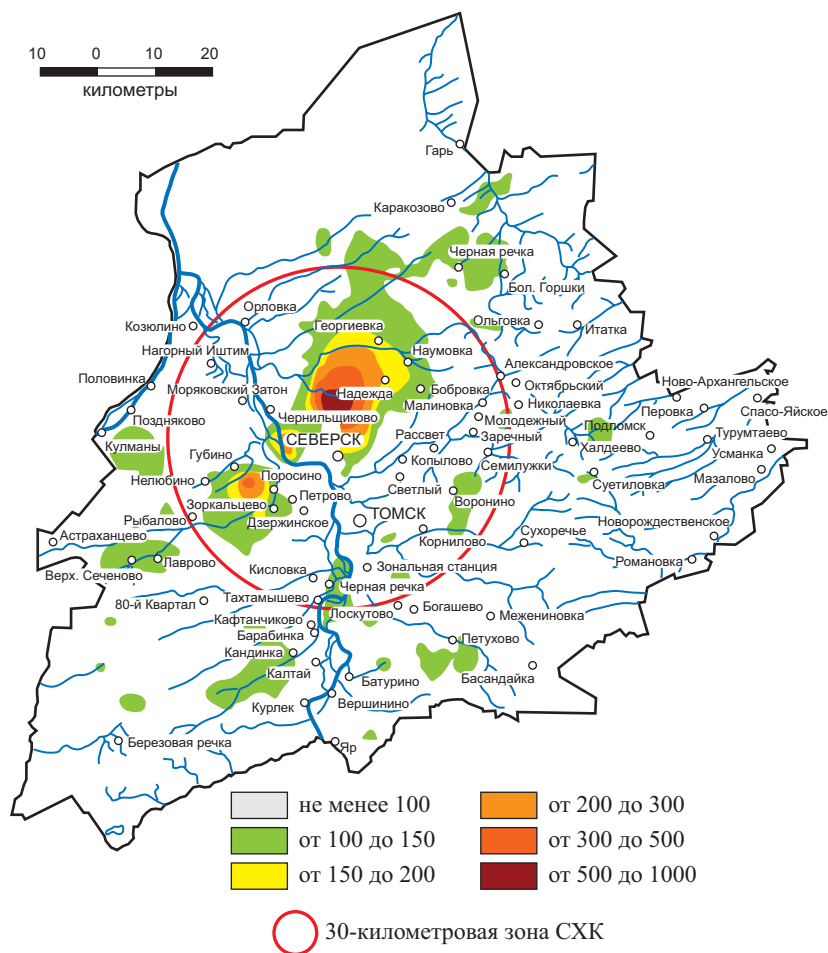 10 0 10 20
километры
Гарь
Каракозово
Черная речка
Бол. Горшки
Орловка
Козюлино
Георгиевка
Ольговка
Итатка
Нагорный Иштим
Наумовка
Александровское
Половинка
Моряковский Затон
Надежда
Бобровка
Октябрьский
Ново-Архангельское
Поздняково
Чернильщиково
Малиновка
Николаевка
Перовка
Спасо-Яйское
Молодежный
Подломск
Кулманы
СЕВЕРСК
Рассвет
Заречный
Халдеево
Турумтаево
Губино
Копылово
Семилужки
Усманка
Нелюбино
Поросино
Светлый
Суетиловка
Мазалово
Петрово
Воронино
Зоркальцево
Рыбалово
Дзержинское
ТОМСК
Новорождественское
Астраханцево
Корнилово
Сухоречье
Лаврово
Верх. Сеченово
Кисловка
Зональная станция
Романовка
Черная речка
80-й Квартал
Тахтамышево
Лоскутово
Богашево
Межениновка
Кафтанчиково
Барабинка
Петухово
Кандинка
Калтай
Батурино
Басандайка
Курлек
Вершинино
Березовая речка
Яр
не менее 100
от 200 до 300
от 100 до 150
от 300 до 500
от 150 до 200
от 500 до 1000
30-километровая зона СХК